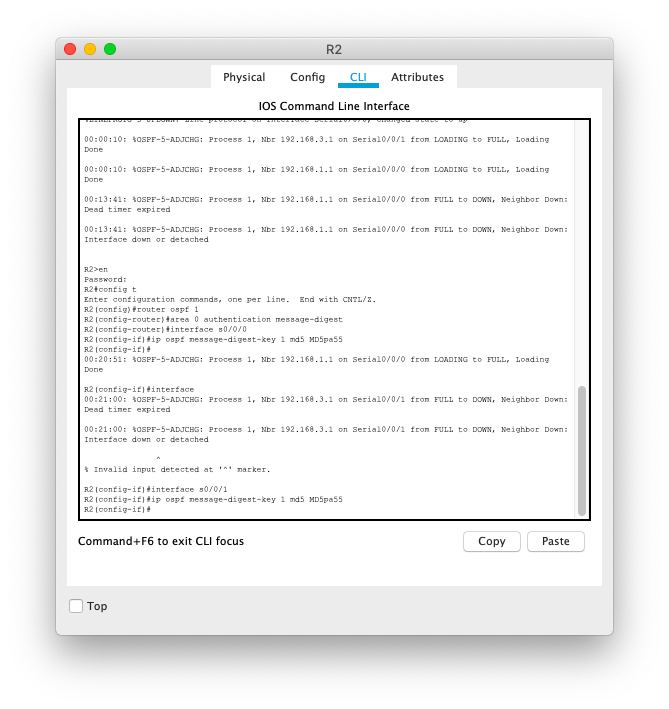 R2
Physical Config CLI Attributes
IOS Command Line Interface
00:00:10: %OSPF-5-ADJCHG: Process 1, Nbr 192.168.3.1 on Serial0/0/1 from LOADING to FULL, Loading
Done
00:00:10: %OSPF-5-ADJCHG: Process 1, Nbr 192.168.1.1 on Serial0/0/0 from LOADING to FULL, Loading
Done
00:13:41: %OSPF-5-ADJCHG: Process 1, Nbr 192.168.1.1 on Serial0/0/0 from FULL to DOWN, Neighbor Down:
Dead timer expired
00:13:41: %OSPF-5-ADJCHG: Process 1, Nbr 192.168.1.1 on Serial0/0/0 from FULL to DOWN, Neighbor Down:
Interface down or detached
R2>en
Password:
R2#config t
Enter configuration commands, one per line.  End with CNTL/Z.
R2(config)#router ospf 1
R2(config-router)#area 0 authentication message-digest
R2(config-router)#interface s0/0/0
R2(config-if)#ip ospf message-digest-key 1 md5 MD5pa55
R2(config-if)#
00:20:51: %OSPF-5-ADJCHG: Process 1, Nbr 192.168.1.1 on Serial0/0/0 from LOADING to FULL, Loading
Done
R2(config-if)#interface
00:21:00: %OSPF-5-ADJCHG: Process 1, Nbr 192.168.3.1 on Serial0/0/1 from FULL to DOWN, Neighbor Down:
Dead timer expired
00:21:00: %OSPF-5-ADJCHG: Process 1, Nbr 192.168.3.1 on Serial0/0/1 from FULL to DOWN, Neighbor Down:
Interface down or detached
^
% Invalid input detected at '^' marker.
R2(config-if)#interface s0/0/1
R2(config-if)#ip ospf message-digest-key 1 md5 MD5pa55
R2(config-if)#
Command+F6 to exit CLI focus
Copy Paste
Top